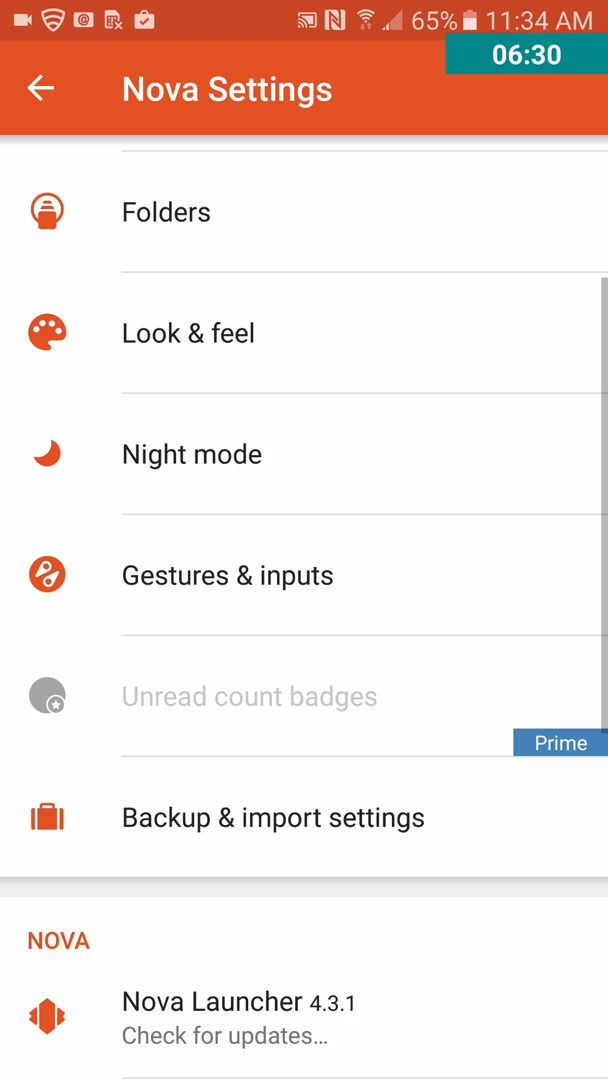 65% 11:34 AM
06:30
Nova Settings
Folders
Look & feel
Night mode
Gestures & inputs
Unread count badges
Prime
Backup & import settings
NOVA
Nova Launcher 4.3.1
Check for updates...